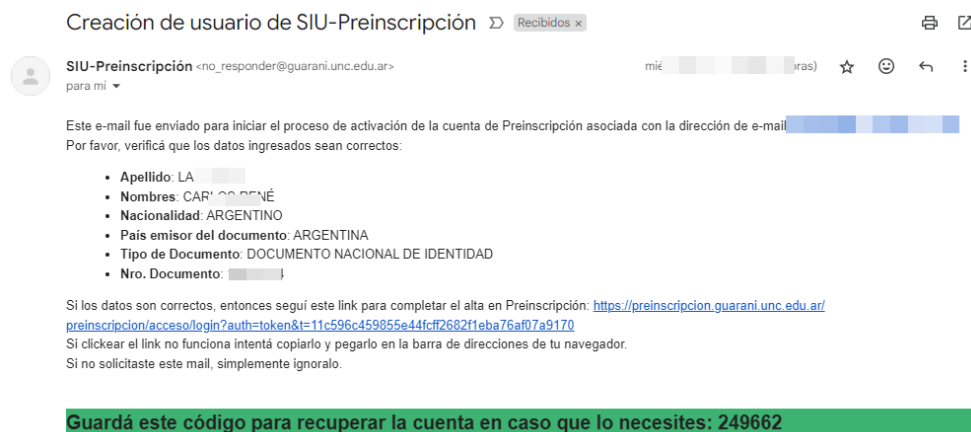 Creación de usuario de SIU-Preinscripción Recibidos x
SIU-Preinscripción <no_responder@guarani.unc.edu.ar>
para mí
Este e-mail fue enviado para iniciar el proceso de activación de la cuenta de Preinscripción asociada con la dirección de e-mail
Por favor, verificá que los datos ingresados sean correctos:
Apellido: LA
Nombres:
Nacionalidad: ARGENTINO
País emisor del documento: ARGENTINA
Tipo de Documento: DOCUMENTO NACIONAL DE IDENTIDAD
Nro. Documento:
Si los datos son correctos, entonces seguí este link para completar el alta en Preinscripción: https://preinscripcion.guarani.unc.edu.ar/
preinscripcion/acceso/login?auth=token&t=11c596c459855e44fcff2682f1eba76af07a9170
Si clickear el link no funciona intentá copiarlo y pegarlo en la barra de direcciones de tu navegador.
Si no solicitaste este mail, simplemente ignoralo.
Guardá este código para recuperar la cuenta en caso que lo necesites: 249662